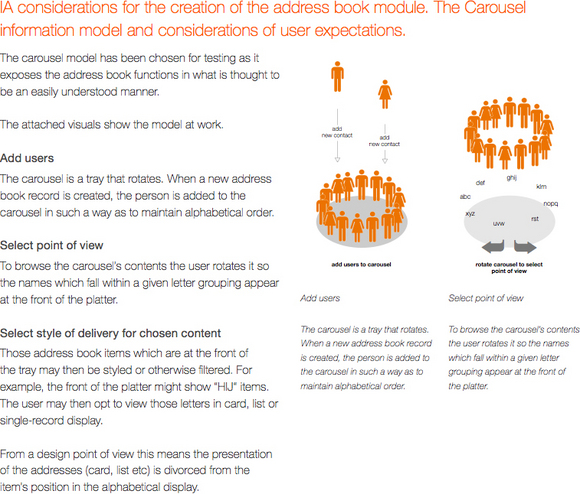 IA considerations for the creation of the address book module. The Carousel
information model and considerations of user expectations.
The carousel model has been chosen for testing as it
exposes the address book functions in what is thought to
be an easily understood manner.
The attached visuals show the model at work.
Add users
The carousel is a tray that rotates. When a new address
book record is created, the person is added to the
carousel in such a way as to maintain alphabetical order.
Select point of view
To browse the carousel's contents the user rotates it so
the names which fall within a given letter grouping appear
at the front of the platter.
Select style of delivery for chosen content
Those address book items which are at the front of
the tray may then be styled or otherwise filtered. For
example, the front of the platter might show "HIJ" items.
The user may then opt to view those letters in card, list or
single-record display.
From a design point of view this means the presentation
of the addresses (card, list etc) is divorced from the
item's position in the alphabetical display.
add
new contact
add
new contact
add users to carousel
Add users
The carousel is a tray that rotates.
When a new address book record
is created, the person is added to
the carousel in such a way as to
maintain alphabetical order.
ghij
def
klm
abc
nopq
xyz
rst
uvw
rotate carousel to select
point of view
Select point of view
To browse the carousel's contents
the user rotates it so the names
which fall within a given letter
grouping appear at the front of
the platter.